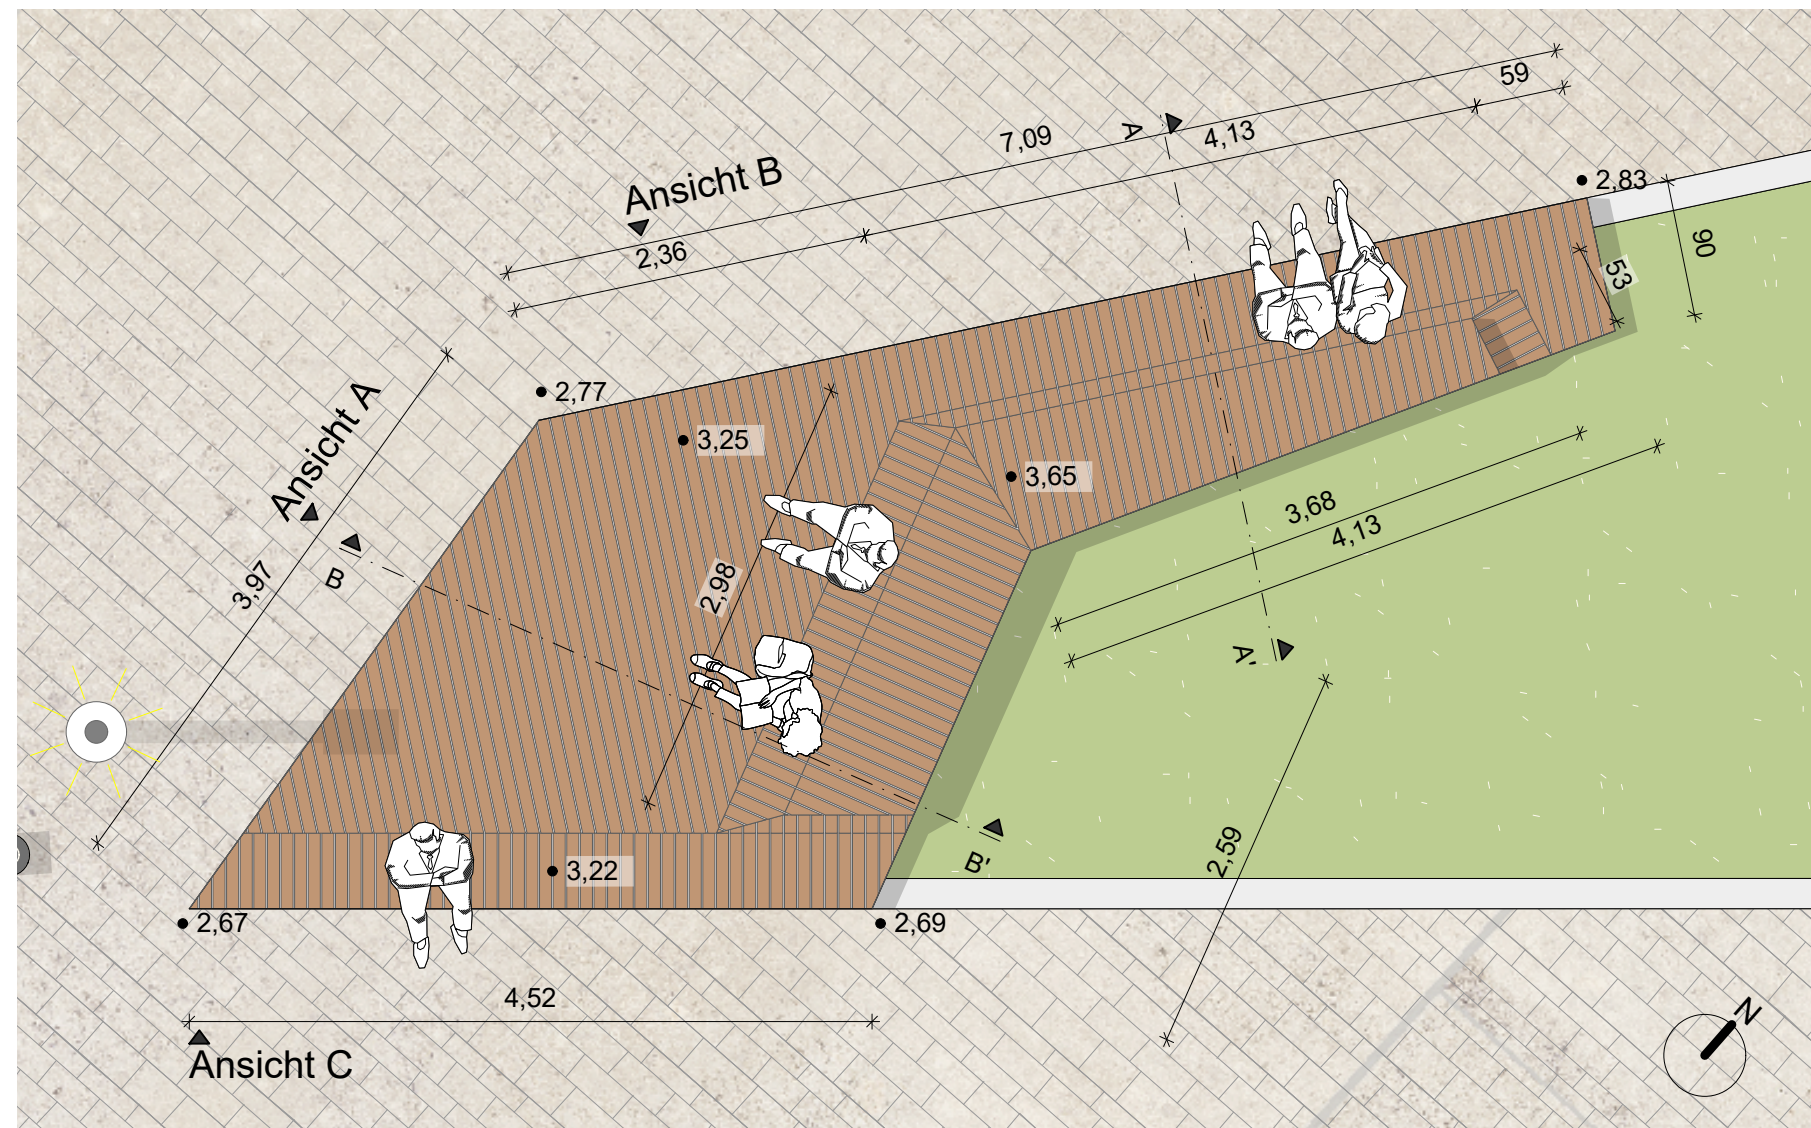 59
7,09
A
4,13
Ansicht B
2,36
2,83
90
53
Ansicht A
2,77
3,25
3,65
3,68
4,13
B
3,97
2,98
A'
B'
2,59
3,22
2,67
2,69
4,52
Ansicht C
N